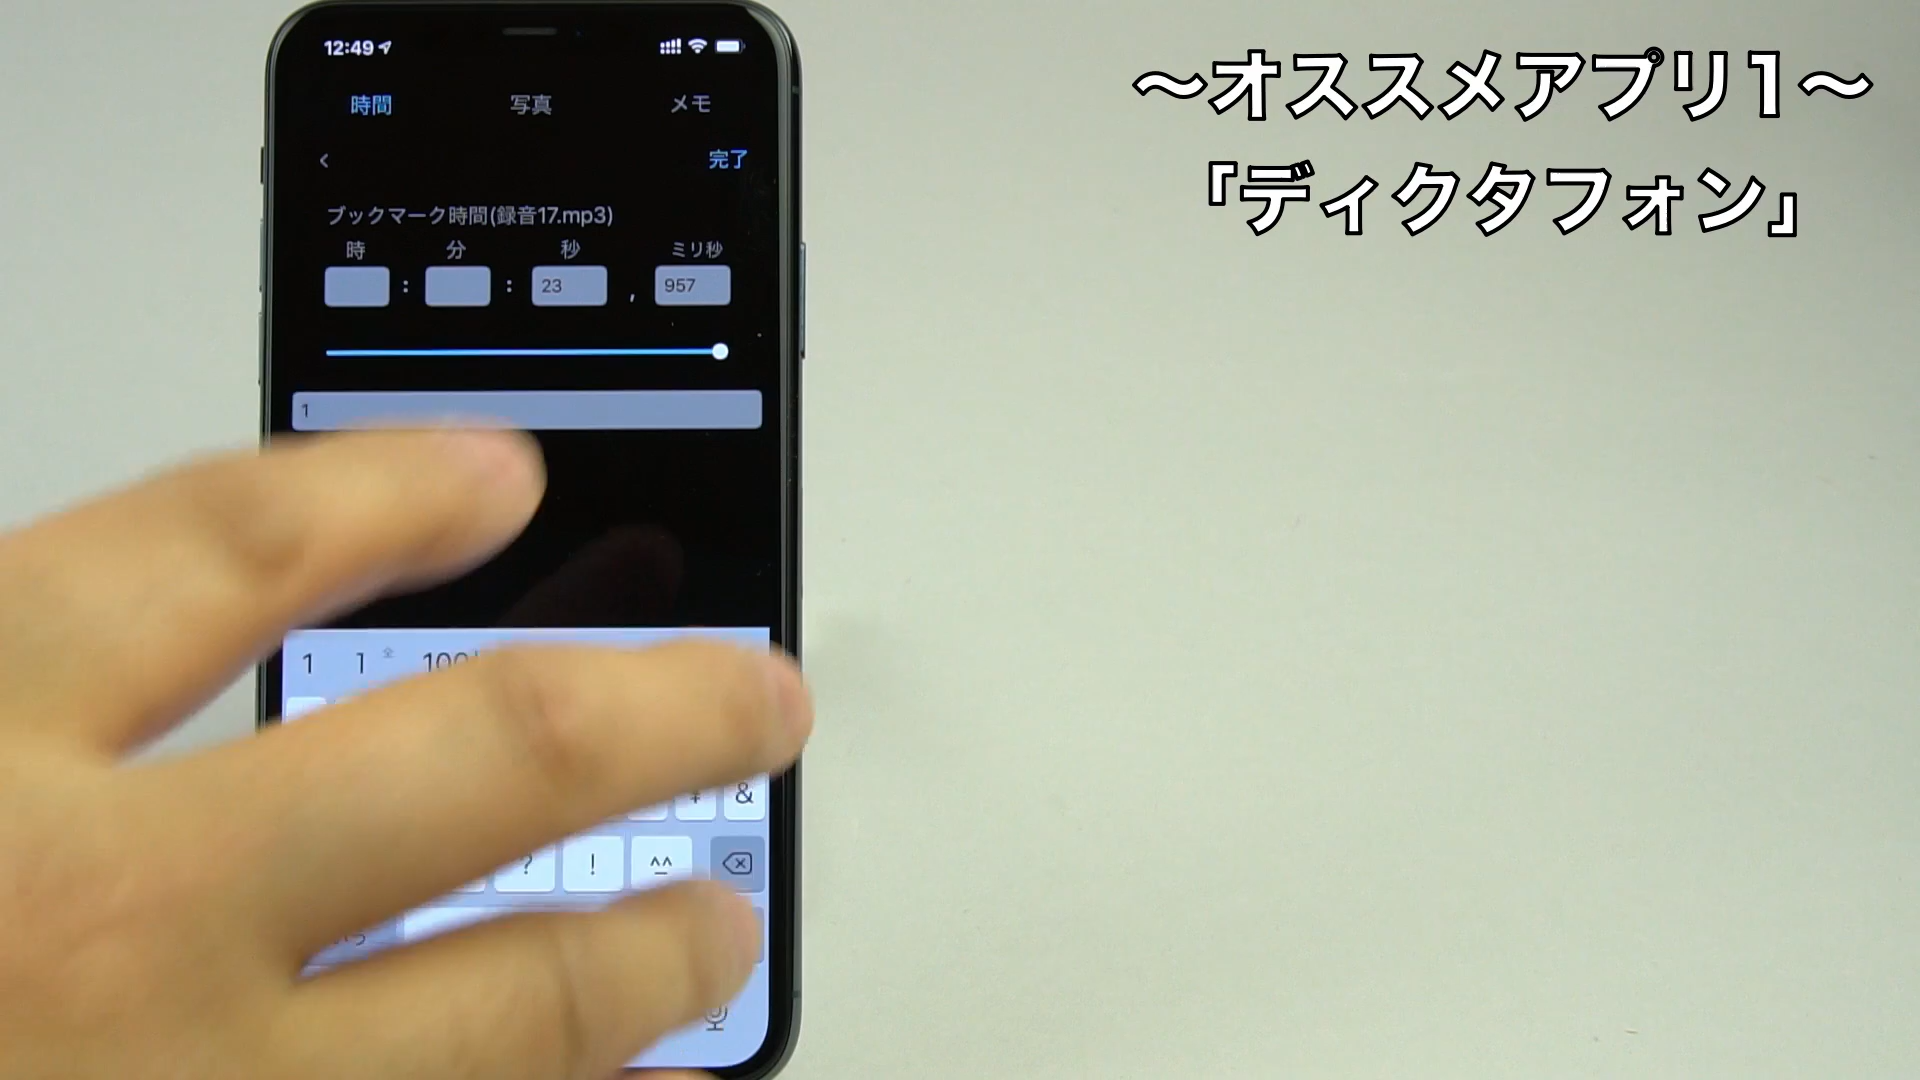 12:49
～オススメアプリ1～
「ディクタフォン」
時間 写真 メモ
完了
ブックマーク時間(録音17.mp3)
時 分 秒 ミリ秒
: : 23 , 957
1
1 1 全
¥ &
? ! ^_^